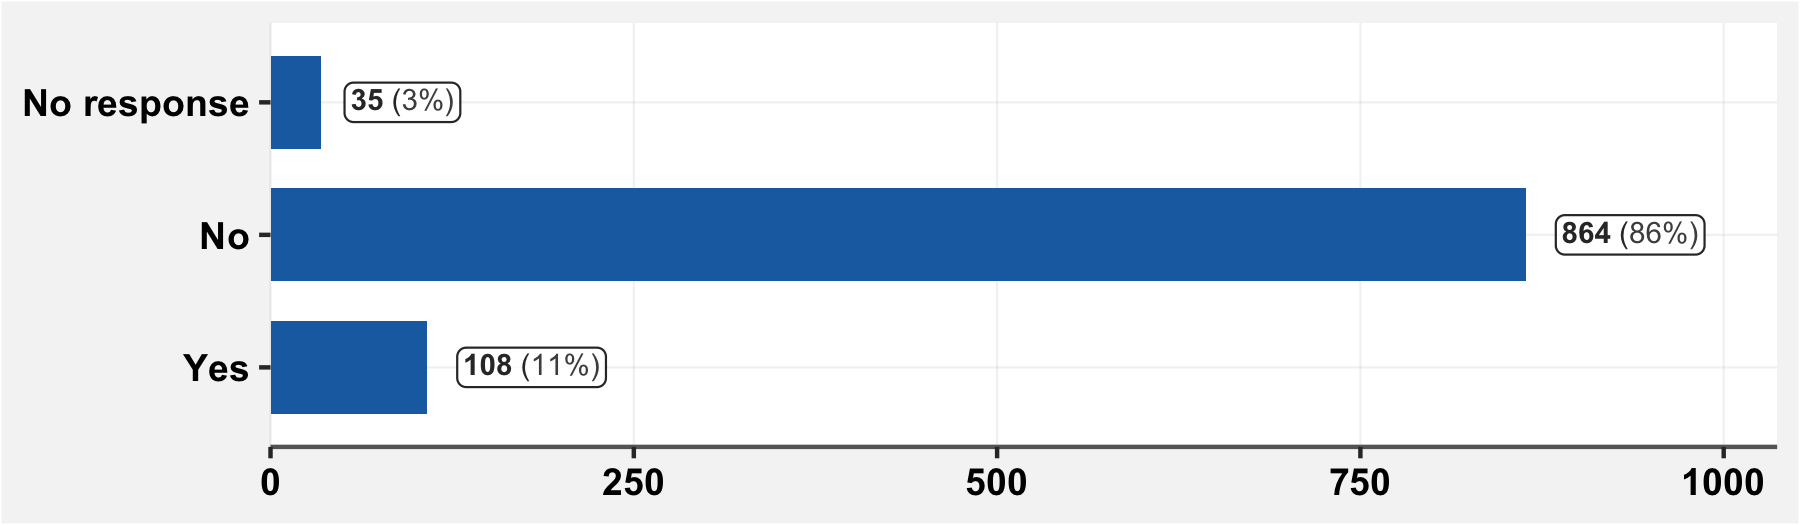 No response 35 (3%)
No 864 (86%)
Yes 108 (11%)
0 250 500 750 1000